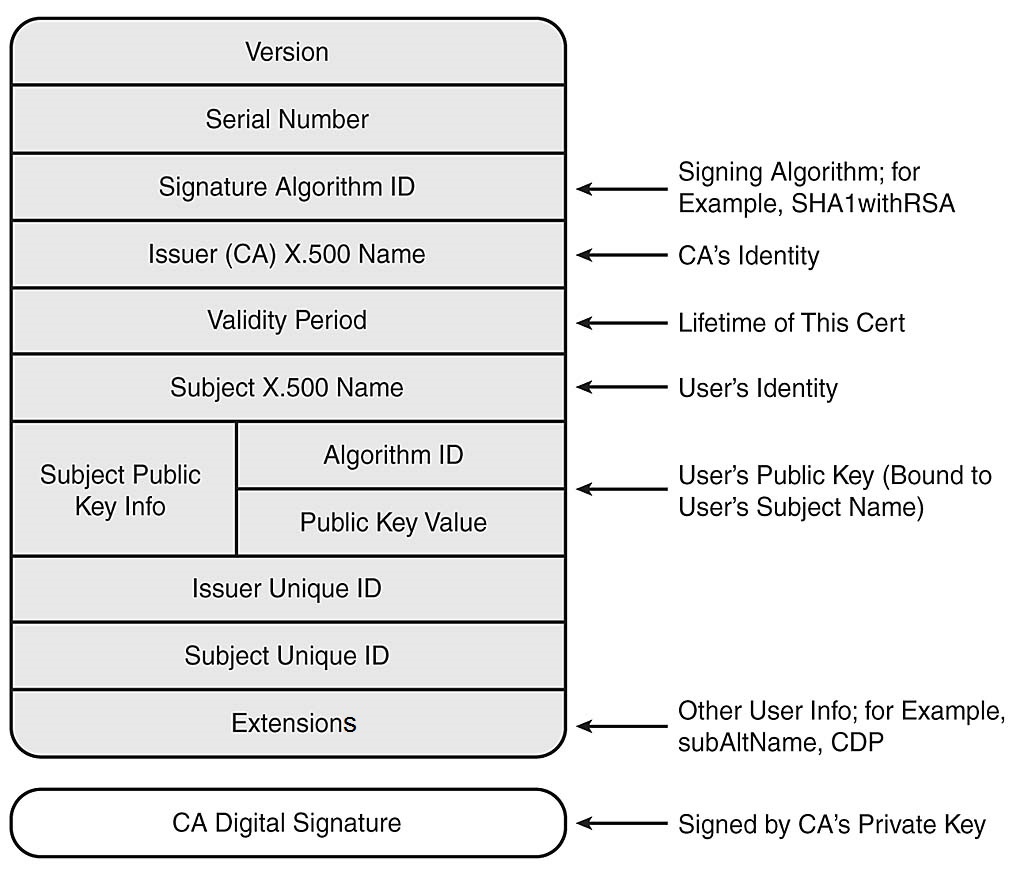 Version
Serial Number
Signature Algorithm ID
Signing Algorithm; for
Example, SHA1withRSA
Issuer (CA) X.500 Name
CA's Identity
Validity Period
Lifetime of This Cert
Subject X.500 Name
User's Identity
Subject Public
Key Info
Algorithm ID
Public Key Value
User's Public Key (Bound to
User's Subject Name)
Issuer Unique ID
Subject Unique ID
Extensions
Other User Info; for Example,
subAltName, CDP
CA Digital Signature
Signed by CA's Private Key